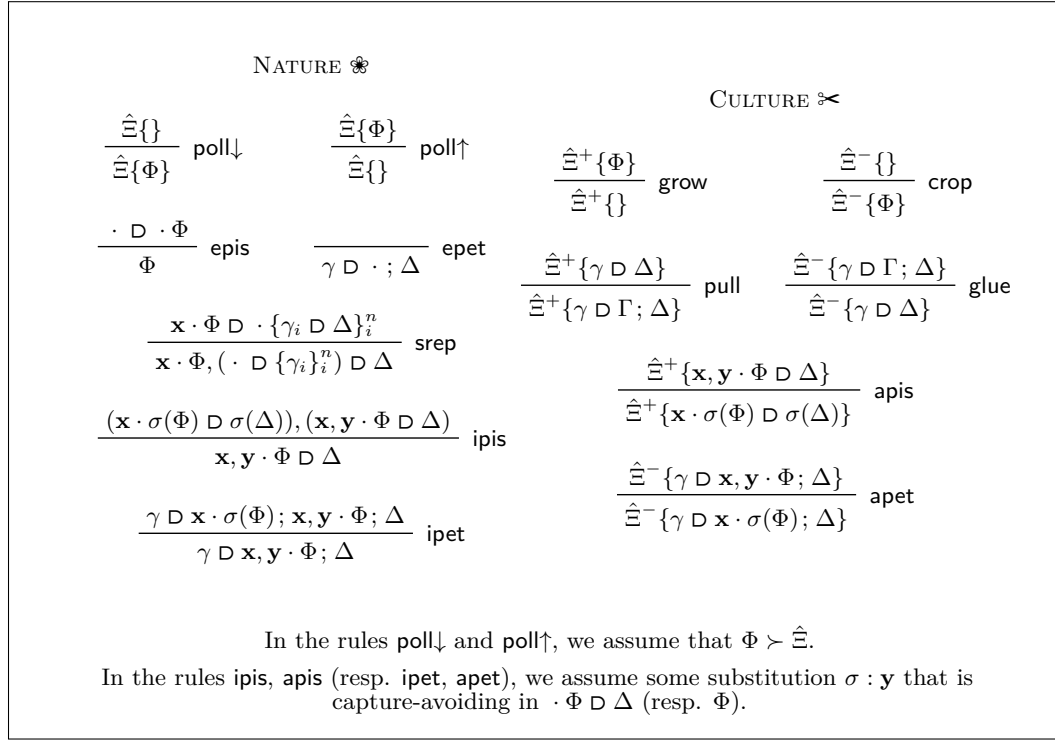 NATURE ❀
Ξ̂{}
Ξ̂{Φ}
poll↓
Ξ̂{Φ}
Ξ̂{}
poll↑
· ⊃ · Φ
Φ
epis
γ ⊃ · ; Δ
epet
x · Φ ⊃ · {γᵢ ⊃ Δ}ᵢⁿ
x · Φ, ( · ⊃ {γᵢ}ᵢⁿ) ⊃ Δ
srep
(x · σ(Φ) ⊃ σ(Δ)), (x, y · Φ ⊃ Δ)
x, y · Φ ⊃ Δ
ipis
γ ⊃ x · σ(Φ) ; x, y · Φ ; Δ
γ ⊃ x, y · Φ ; Δ
ipet
CULTURE ✂
Ξ̂⁺{Φ}
Ξ̂⁺{}
grow
Ξ̂⁻{}
Ξ̂⁻{Φ}
crop
Ξ̂⁺{γ ⊃ Δ}
Ξ̂⁺{γ ⊃ Γ ; Δ}
pull
Ξ̂⁻{γ ⊃ Γ ; Δ}
Ξ̂⁻{γ ⊃ Δ}
glue
Ξ̂⁺{x, y · Φ ⊃ Δ}
Ξ̂⁺{x · σ(Φ) ⊃ σ(Δ)}
apis
Ξ̂⁻{γ ⊃ x, y · Φ ; Δ}
Ξ̂⁻{γ ⊃ x · σ(Φ) ; Δ}
apet
In the rules poll↓ and poll↑, we assume that Φ ≻ Ξ̂.
In the rules ipis, apis (resp. ipet, apet), we assume some substitution σ : y that is
capture-avoiding in · Φ ⊃ Δ (resp. Φ).